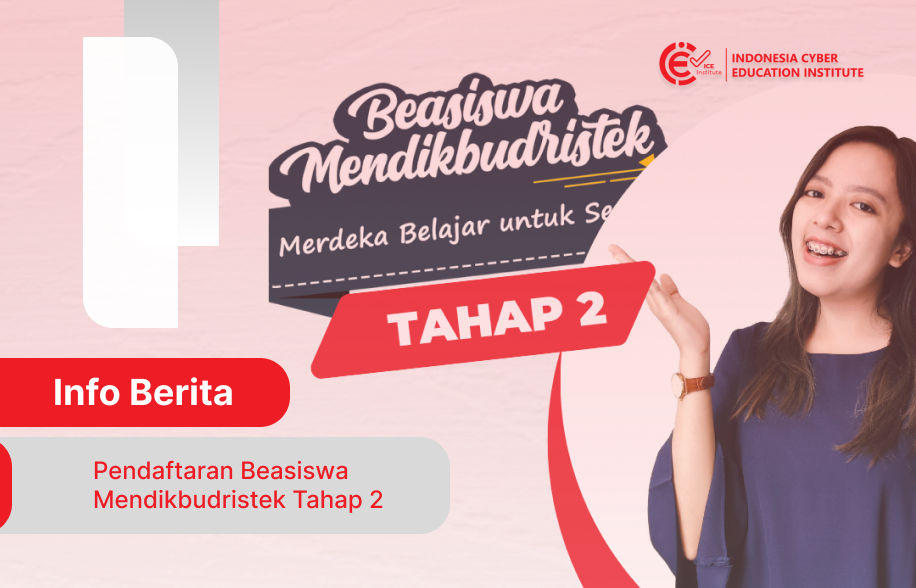 ICE
Institute
INDONESIA CYBER
EDUCATION INSTITUTE
Beasiswa
Mendikbudristek
Merdeka Belajar untuk Se
TAHAP 2
Info Berita
Pendaftaran Beasiswa
Mendikbudristek Tahap 2